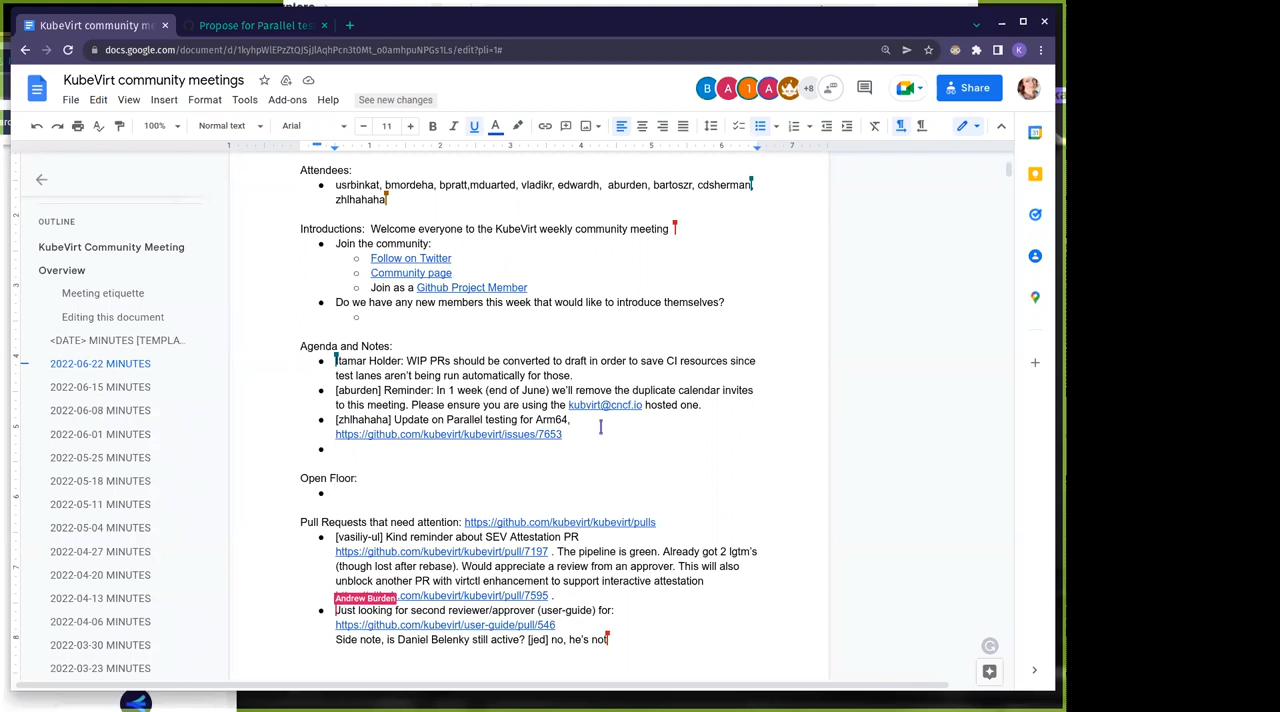 KubeVirt community me
Propose for Parallel tes
docs.google.com/document/d/1kyhpWlEPzZtQJSjJlAqhPcn3t0Mt_o0amhpuNPGs1Ls/edit?pli=1#
KubeVirt community meetings
File Edit View Insert Format Tools Add-ons Help See new changes
B A 1 A +8
Share
100% Normal text Arial 11
1 1 2 3 4 5 6 7
OUTLINE
KubeVirt Community Meeting
Overview
Meeting etiquette
Editing this document
<DATE> MINUTES [TEMPLA...
2022-06-22 MINUTES
2022-06-15 MINUTES
2022-06-08 MINUTES
2022-06-01 MINUTES
2022-05-25 MINUTES
2022-05-18 MINUTES
2022-05-11 MINUTES
2022-05-04 MINUTES
2022-04-27 MINUTES
2022-04-20 MINUTES
2022-04-13 MINUTES
2022-04-06 MINUTES
2022-03-30 MINUTES
2022-03-23 MINUTES
Attendees:
usrbinkat, bmordeha, bpratt,mduarted, vladikr, edwardh, aburden, bartoszr, cdsherman,
zhlhahaha
Introductions: Welcome everyone to the KubeVirt weekly community meeting
Join the community:
Follow on Twitter
Community page
Join as a Github Project Member
Do we have any new members this week that would like to introduce themselves?
Agenda and Notes:
Itamar Holder: WIP PRs should be converted to draft in order to save CI resources since
test lanes aren't being run automatically for those.
[aburden] Reminder: In 1 week (end of June) we'll remove the duplicate calendar invites
to this meeting. Please ensure you are using the kubvirt@cncf.io hosted one.
[zhlhahaha] Update on Parallel testing for Arm64,
https://github.com/kubevirt/kubevirt/issues/7653
Open Floor:
Pull Requests that need attention: https://github.com/kubevirt/kubevirt/pulls
[vasiliy-ul] Kind reminder about SEV Attestation PR
https://github.com/kubevirt/kubevirt/pull/7197 . The pipeline is green. Already got 2 lgtm's
(though lost after rebase). Would appreciate a review from an approver. This will also
unblock another PR with virtctl enhancement to support interactive attestation
https://github.com/kubevirt/kubevirt/pull/7595 .
Andrew Burden
Just looking for second reviewer/approver (user-guide) for:
https://github.com/kubevirt/user-guide/pull/546
Side note, is Daniel Belenky still active? [jed] no, he's not